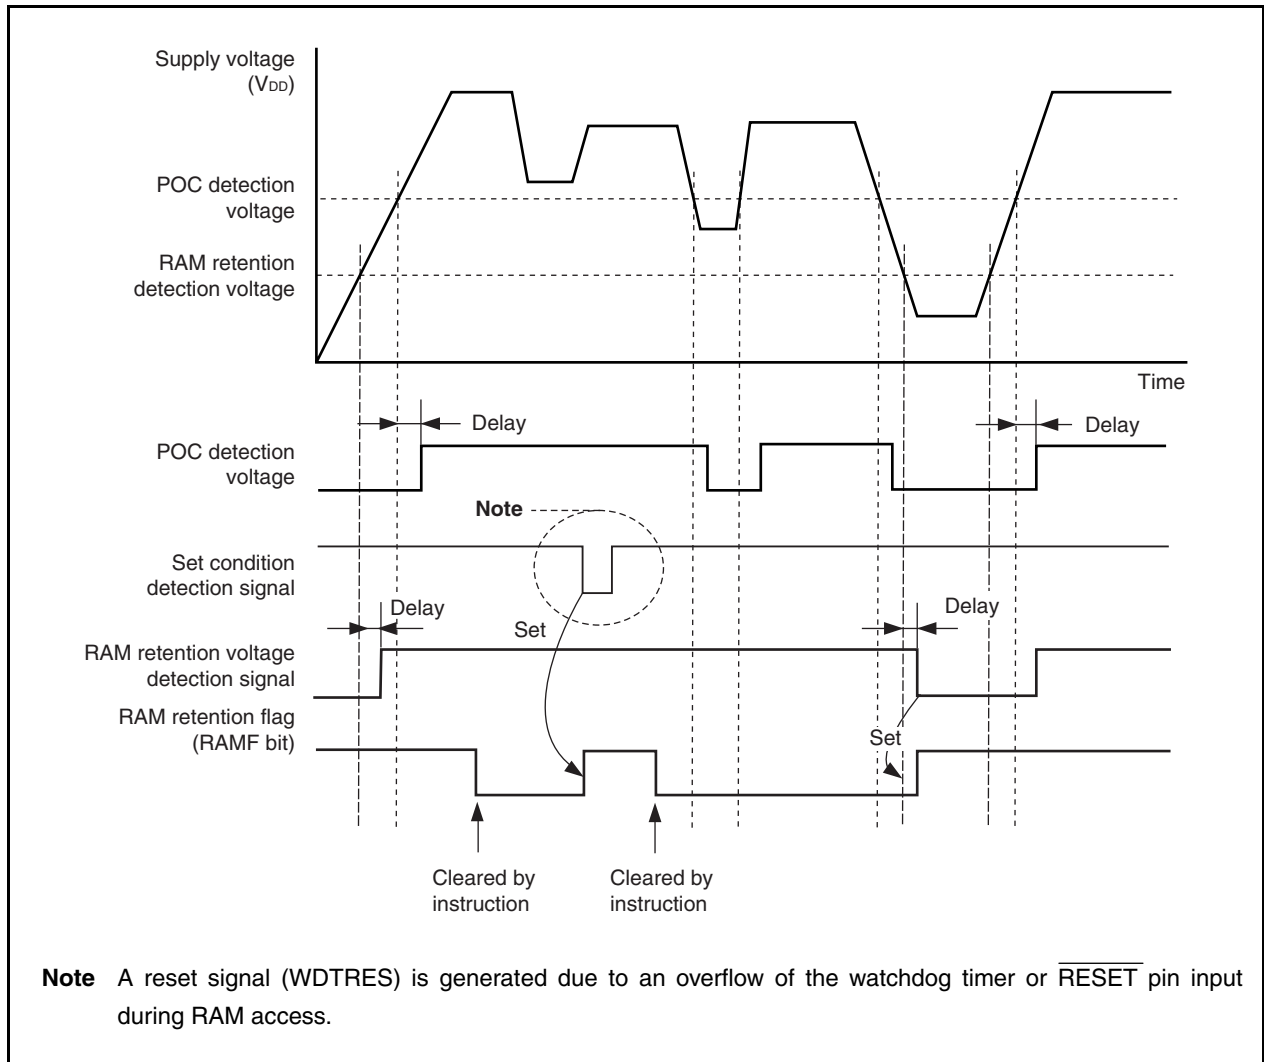 Supply voltage
(VDD)
POC detection
voltage
RAM retention
detection voltage
Time
Delay
Delay
POC detection
voltage
Note
Set condition
detection signal
Delay
Delay
Set
RAM retention voltage
detection signal
RAM retention flag
(RAMF bit)
Set
Cleared by
instruction
Cleared by
instruction
Note A reset signal (WDTRES) is generated due to an overflow of the watchdog timer or RESET pin input
during RAM access.